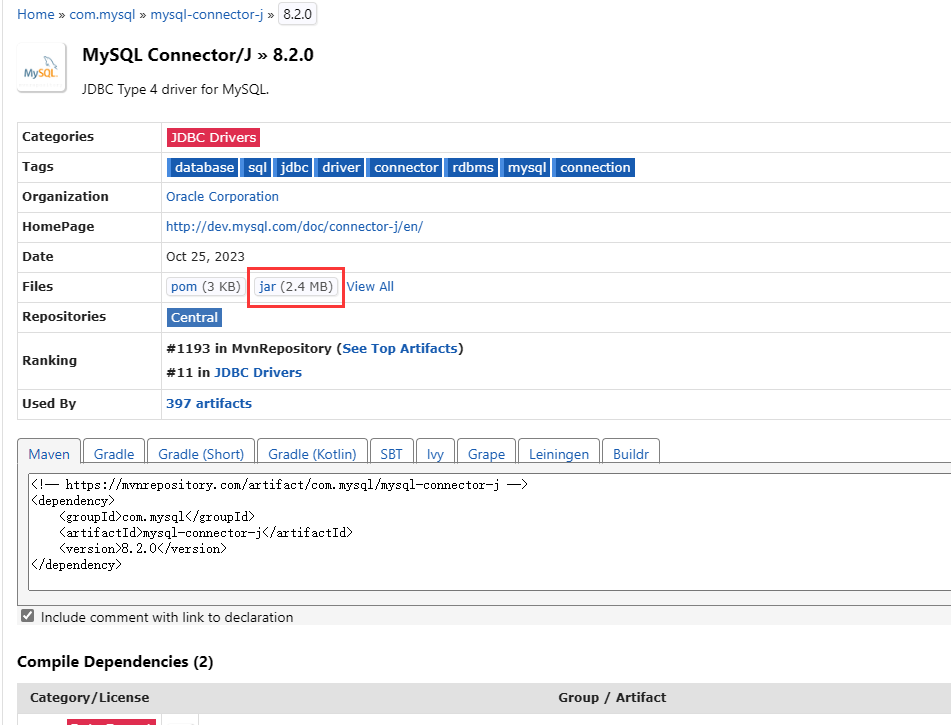 Home » com.mysql » mysql-connector-j » 8.2.0
MySQL
MySQL Connector/J » 8.2.0
JDBC Type 4 driver for MySQL.
Categories JDBC Drivers
Tags database sql jdbc driver connector rdbms mysql connection
Organization Oracle Corporation
HomePage http://dev.mysql.com/doc/connector-j/en/
Date Oct 25, 2023
Files pom (3 KB) jar (2.4 MB) View All
Repositories Central
Ranking #1193 in MvnRepository (See Top Artifacts)
#11 in JDBC Drivers
Used By 397 artifacts
Maven Gradle Gradle (Short) Gradle (Kotlin) SBT Ivy Grape Leiningen Buildr
<!-- https://mvnrepository.com/artifact/com.mysql/mysql-connector-j -->
<dependency>
    <groupId>com.mysql</groupId>
    <artifactId>mysql-connector-j</artifactId>
    <version>8.2.0</version>
</dependency>
Include comment with link to declaration
Compile Dependencies (2)
Category/License Group / Artifact